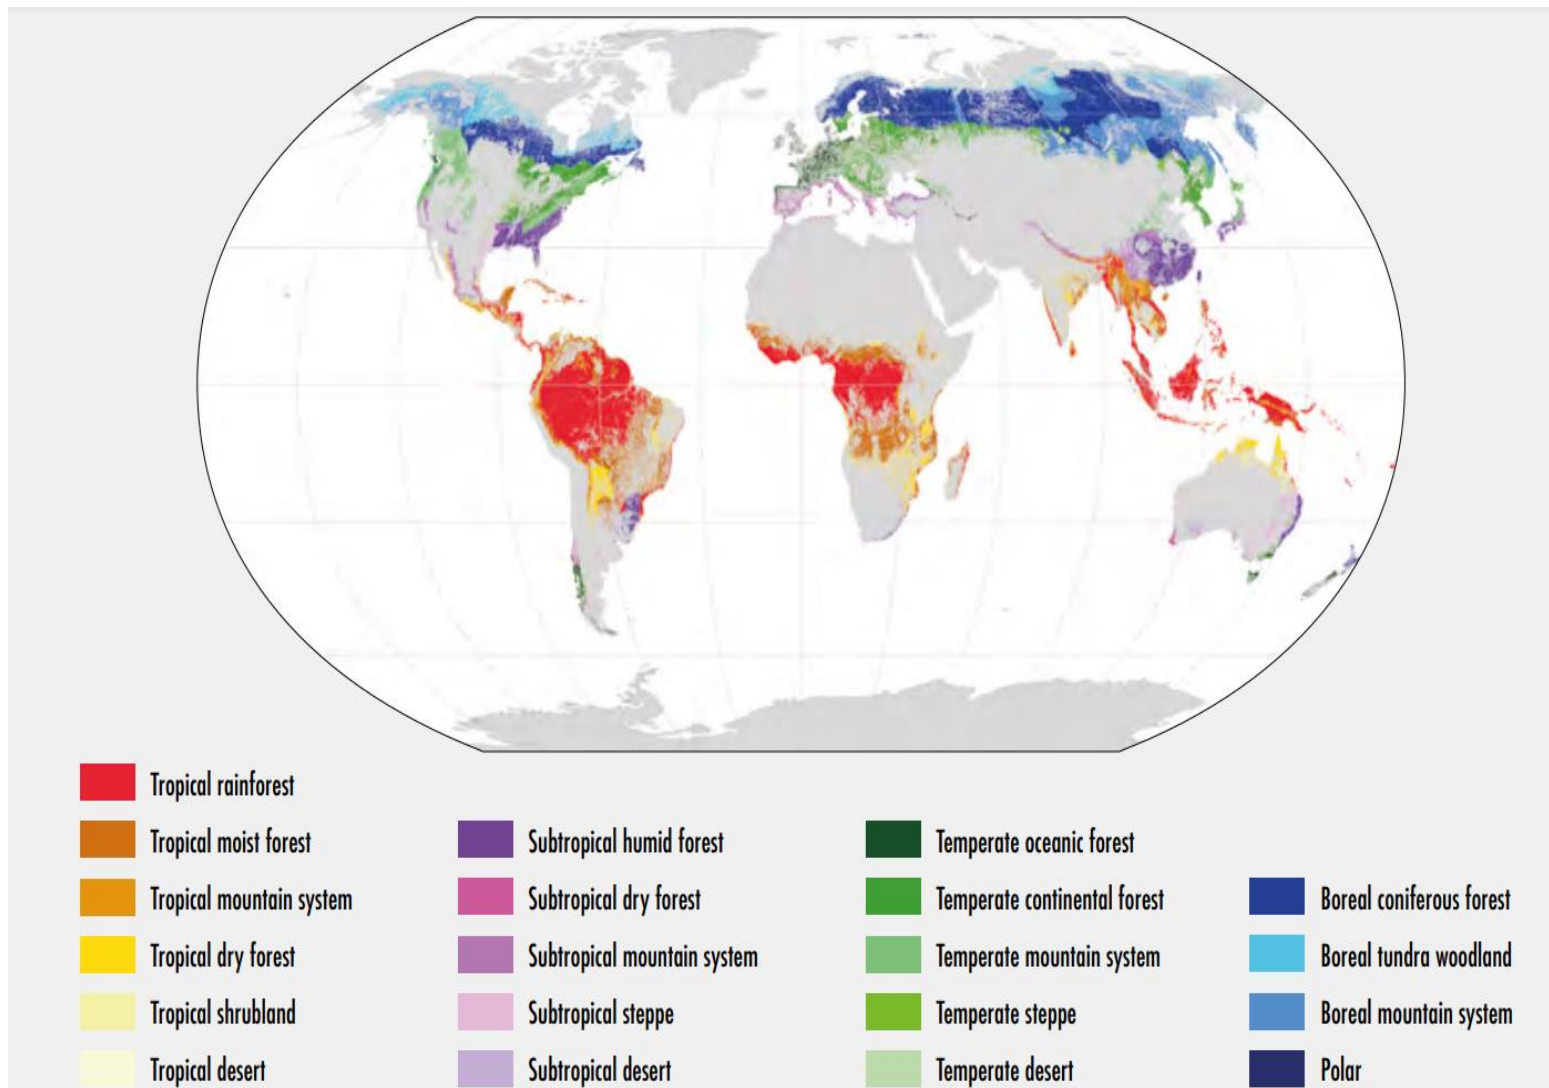 Tropical rainforest
Tropical moist forest
Tropical mountain system
Tropical dry forest
Tropical shrubland
Tropical desert
Subtropical humid forest
Subtropical dry forest
Subtropical mountain system
Subtropical steppe
Subtropical desert
Temperate oceanic forest
Temperate continental forest
Temperate mountain system
Temperate steppe
Temperate desert
Boreal coniferous forest
Boreal tundra woodland
Boreal mountain system
Polar